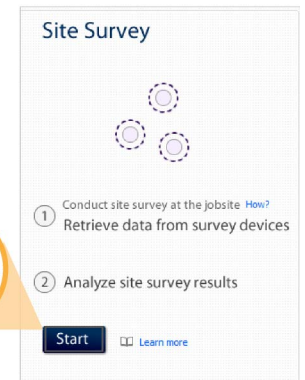 Site Survey
Conduct site survey at the jobsite How?
1 Retrieve data from survey devices
2 Analyze site survey results
Start Learn more